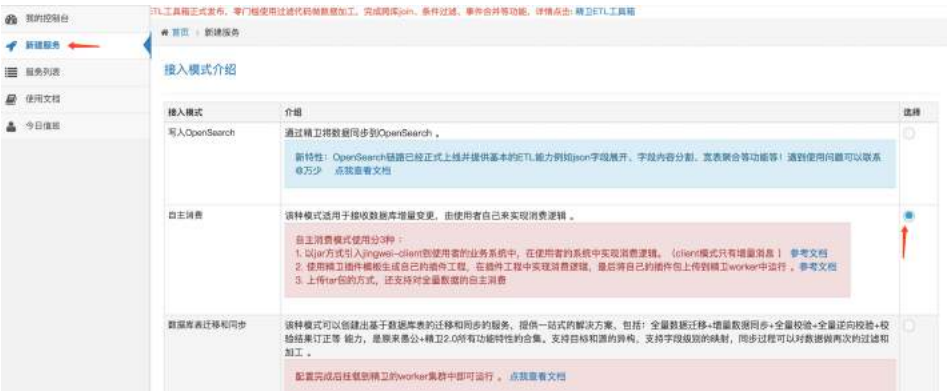 ETL工具箱正式发布，零门槛使用过滤代码做数据加工，完成同库join、条件过滤、事件合并等功能，详情点击: 精卫ETL工具箱
我的控制台
首页 › 新建服务
新建服务
服务列表
接入模式介绍
使用文档
接入模式 介绍 选择
今日值班
写入OpenSearch 通过精卫将数据同步到OpenSearch 。
新特性：OpenSearch链路已经正式上线并提供基本的ETL能力例如json字段展开、字段内容分割、宽表聚合等功能等！遇到使用问题可以联系
@万少 点我查看文档
自主消费 该种模式适用于接收数据库增量变更，由使用者自己来实现消费逻辑 。
自主消费模式使用分3种：
1. 以jar方式引入jingwei-client到使用者的业务系统中，在使用者的系统中实现消费逻辑。（client模式只有增量消息 ） 参考文档
2. 使用精卫插件模板生成自己的插件工程，在插件工程中实现消费逻辑，最后将自己的插件包上传到精卫worker中运行 。参考文档
3. 上传tar包的方式，还支持对全量数据的自主消费
数据库表迁移和同步 该种模式可以创建出基于数据库表的迁移和同步的服务、提供一站式的解决方案，包括：全量数据迁移+增量数据同步+全量校验+全量逆向校验+校
验结果订正等 能力，是原来愚公+精卫2.0所有功能特性的合集。支持目标和源的异构，支持字段级别的映射，同步过程可以对数据做两次的过滤和
加工 。
配置完成后挂载到精卫的worker集群中即可运行 。 点我查看文档